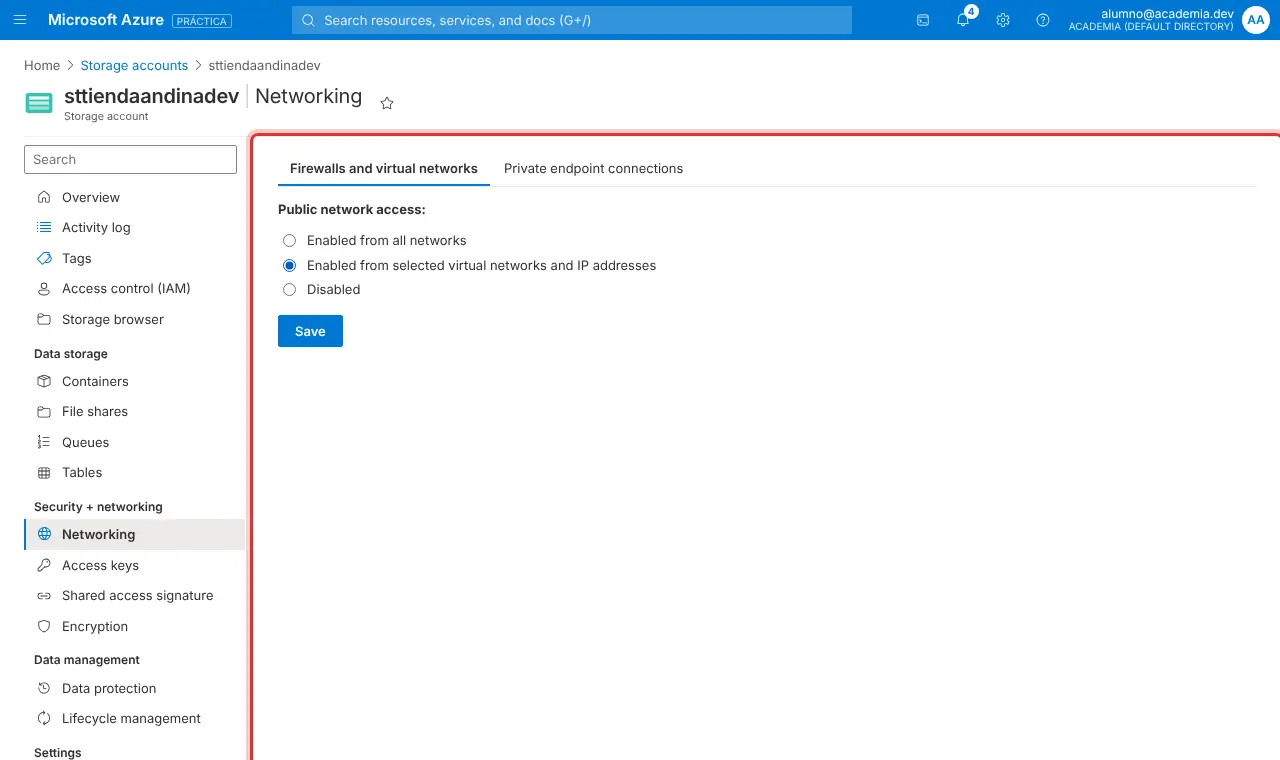 Microsoft Azure PRÁCTICA
Search resources, services, and docs (G+/)
4
alumno@academia.dev
ACADEMIA (DEFAULT DIRECTORY)
AA
Home > Storage accounts > sttiendaandinadev
sttiendaandinadev | Networking
Storage account
Search
Overview
Activity log
Tags
Access control (IAM)
Storage browser
Data storage
Containers
File shares
Queues
Tables
Security + networking
Networking
Access keys
Shared access signature
Encryption
Data management
Data protection
Lifecycle management
Settings
Firewalls and virtual networks
Private endpoint connections
Public network access:
Enabled from all networks
Enabled from selected virtual networks and IP addresses
Disabled
Save